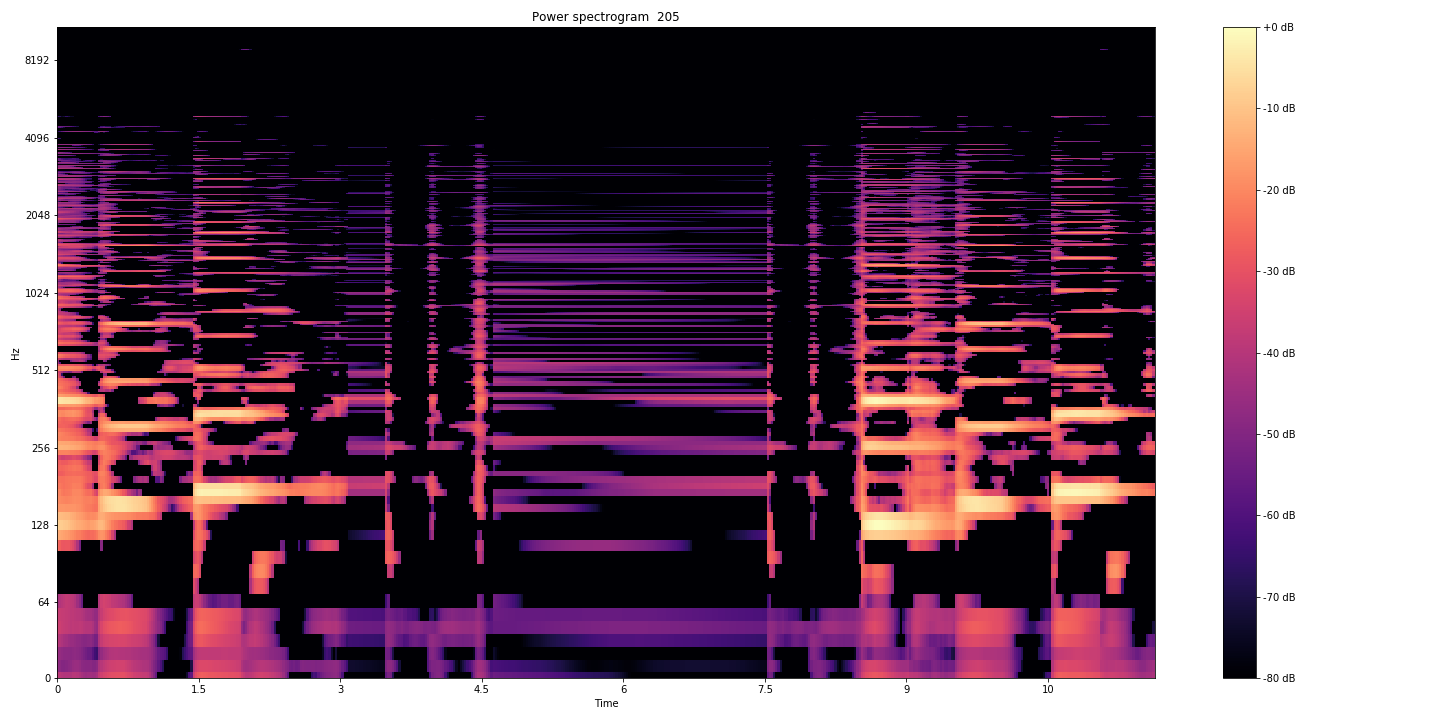 Power spectrogram 205
8192
4096
2048
1024
512
256
128
64
0
Hz
0
1.5
3
4.5
6
7.5
9
10
Time
+0 dB
-10 dB
-20 dB
-30 dB
-40 dB
-50 dB
-60 dB
-70 dB
-80 dB